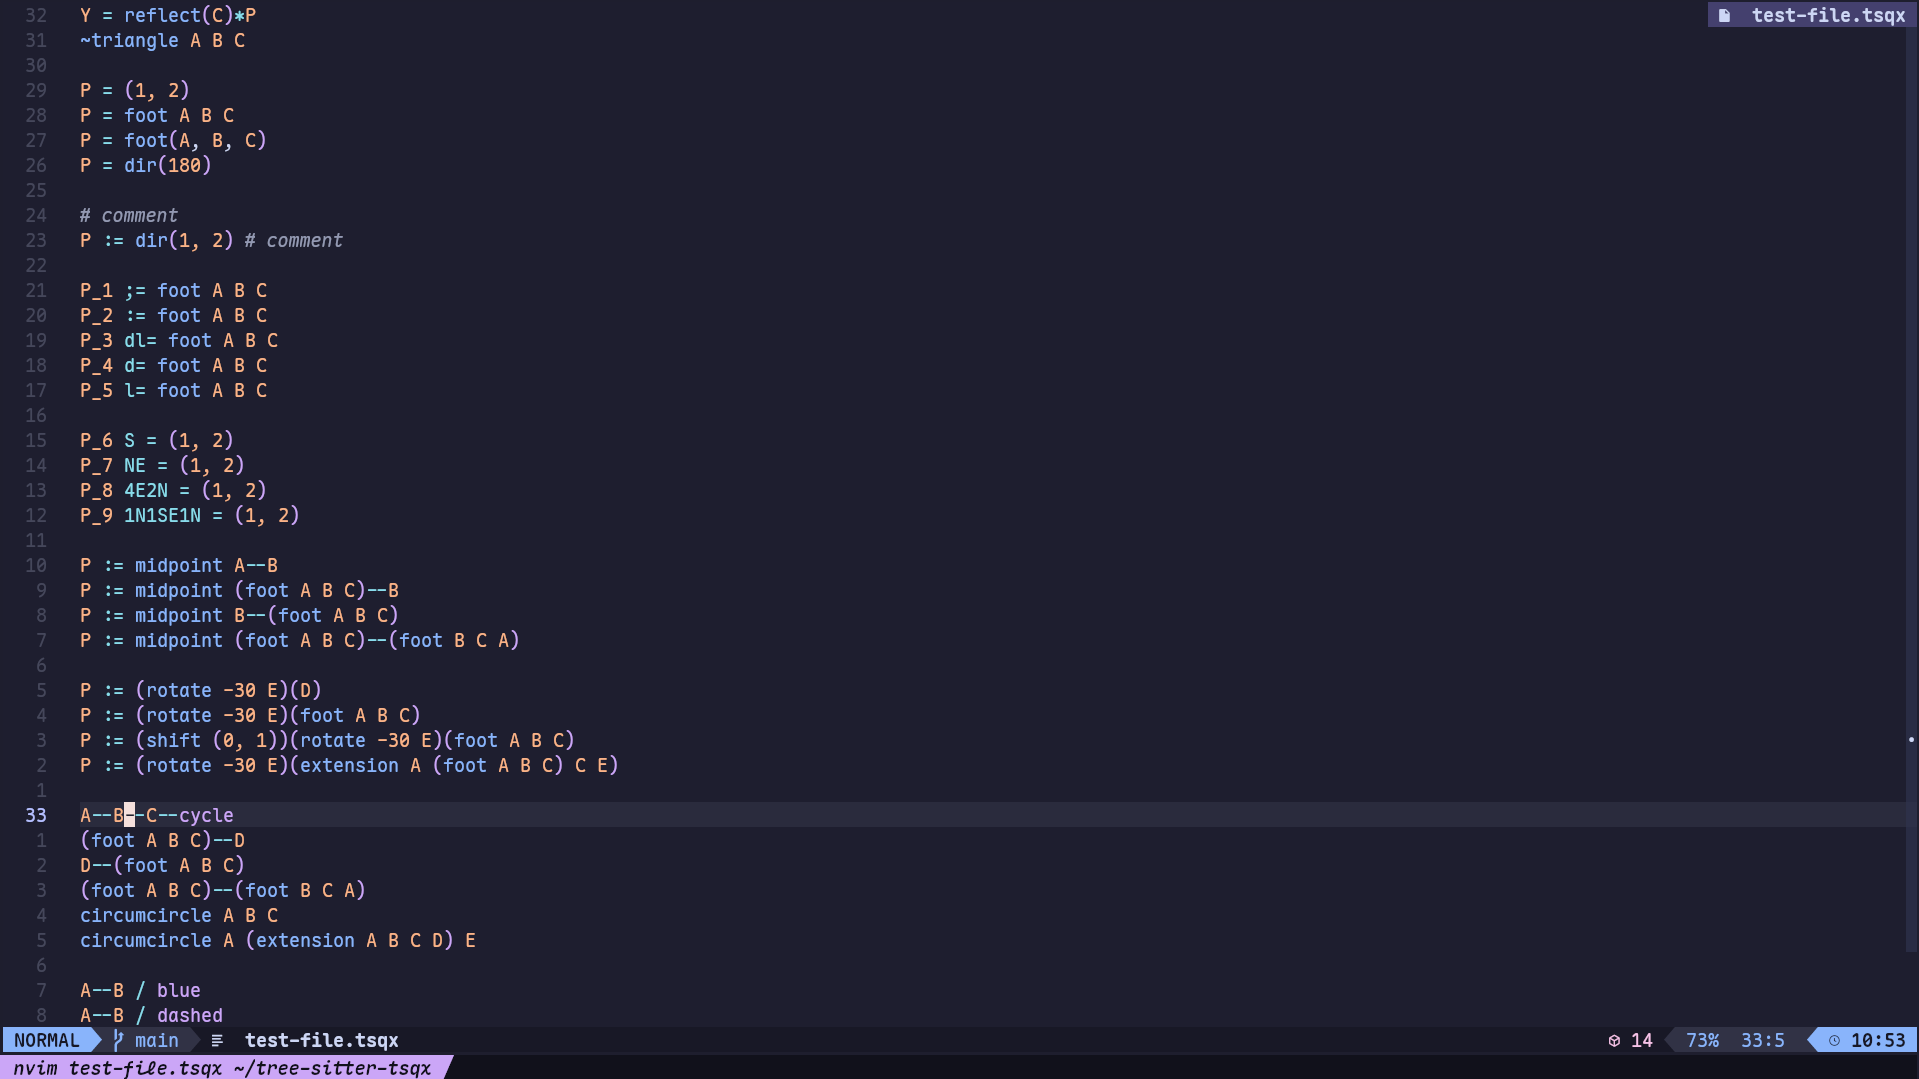 32 Y = reflect(C)*P test-file.tsqx
31 ~triangle A B C
30
29 P = (1, 2)
28 P = foot A B C
27 P = foot(A, B, C)
26 P = dir(180)
25
24 # comment
23 P := dir(1, 2) # comment
22
21 P_1 ;= foot A B C
20 P_2 := foot A B C
19 P_3 dl= foot A B C
18 P_4 d= foot A B C
17 P_5 l= foot A B C
16
15 P_6 S = (1, 2)
14 P_7 NE = (1, 2)
13 P_8 4E2N = (1, 2)
12 P_9 1N1SE1N = (1, 2)
11
10 P := midpoint A--B
9 P := midpoint (foot A B C)--B
8 P := midpoint B--(foot A B C)
7 P := midpoint (foot A B C)--(foot B C A)
6
5 P := (rotate -30 E)(D)
4 P := (rotate -30 E)(foot A B C)
3 P := (shift (0, 1))(rotate -30 E)(foot A B C)
2 P := (rotate -30 E)(extension A (foot A B C) C E)
1
33 A--B--C--cycle
1 (foot A B C)--D
2 D--(foot A B C)
3 (foot A B C)--(foot B C A)
4 circumcircle A B C
5 circumcircle A (extension A B C D) E
6
7 A--B / blue
8 A--B / dashed
NORMAL main test-file.tsqx 14 73% 33:5 10:53
nvim test-file.tsqx ~/tree-sitter-tsqx